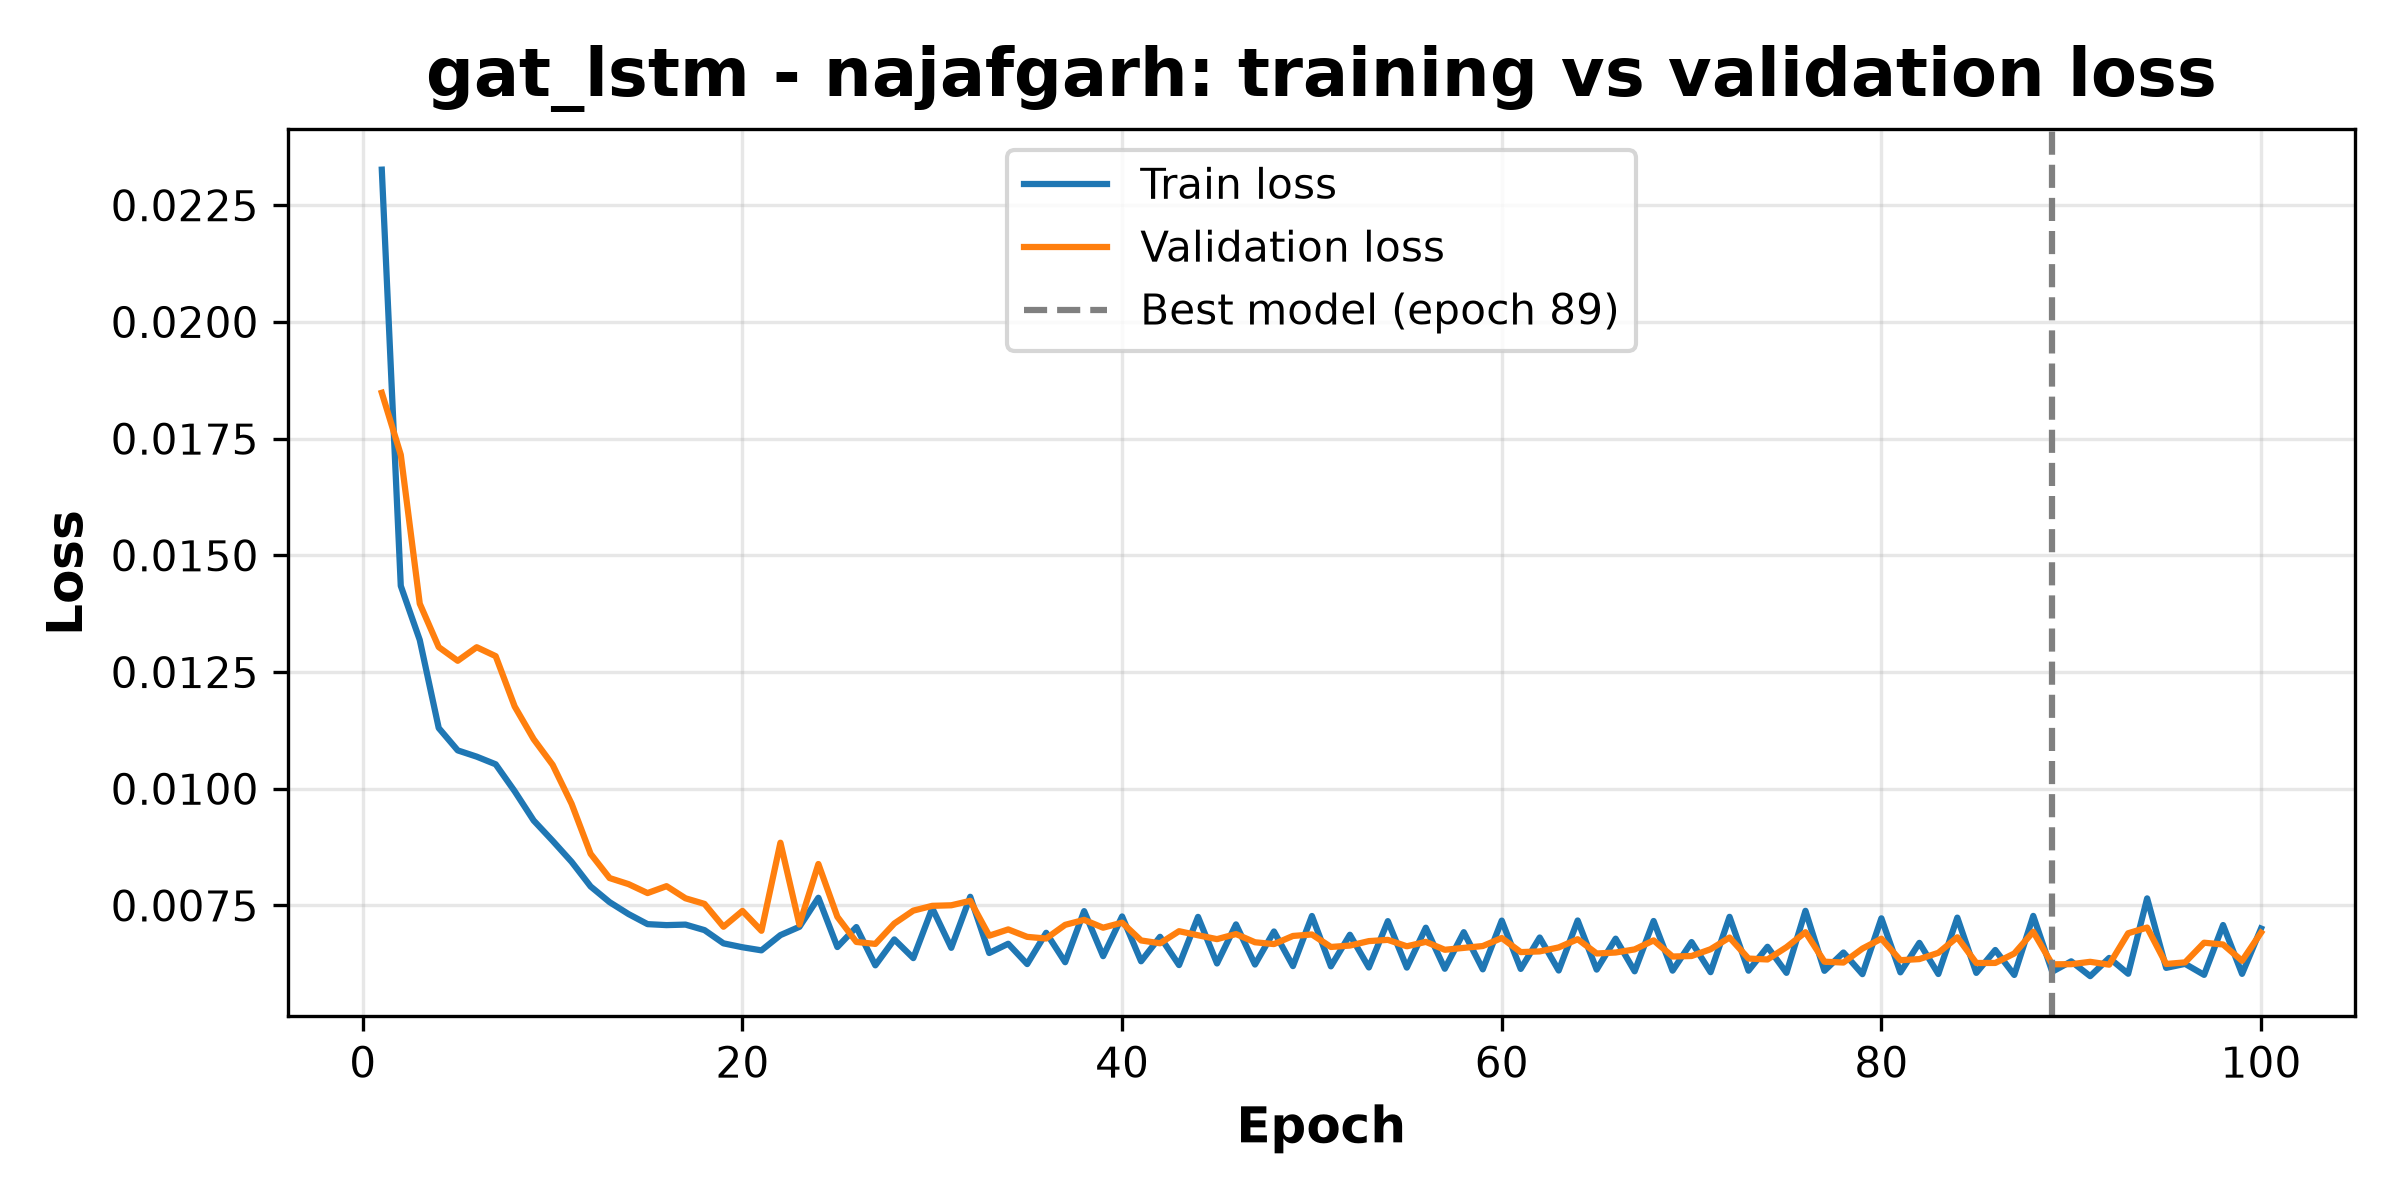 gat_lstm - najafgarh: training vs validation loss
Train loss
Validation loss
Best model (epoch 89)
Loss
0.0225
0.0200
0.0175
0.0150
0.0125
0.0100
0.0075
0 20 40 60 80 100
Epoch